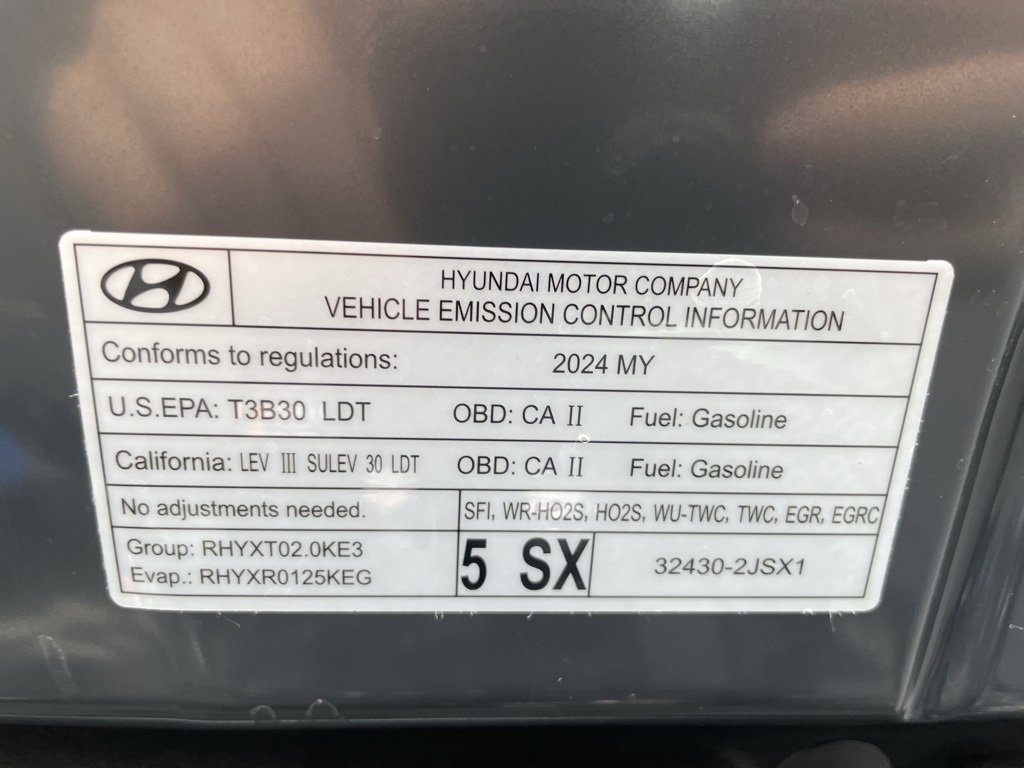 HYUNDAI MOTOR COMPANY
VEHICLE EMISSION CONTROL INFORMATION
Conforms to regulations: 2024 MY
U.S.EPA: T3B30 LDT OBD: CA II Fuel: Gasoline
California: LEV III SULEV 30 LDT OBD: CA II Fuel: Gasoline
No adjustments needed. SFI, WR-HO2S, HO2S, WU-TWC, TWC, EGR, EGRC
Group: RHYXT02.0KE3
Evap.: RHYXR0125KEG
5 SX
32430-2JSX1